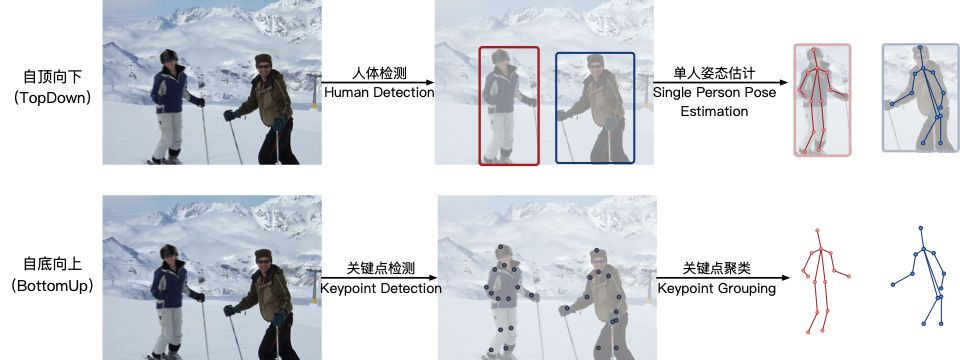 自顶向下
(TopDown)
人体检测
Human Detection
单人姿态估计
Single Person Pose
Estimation
自底向上
(BottomUp)
关键点检测
Keypoint Detection
关键点聚类
Keypoint Grouping